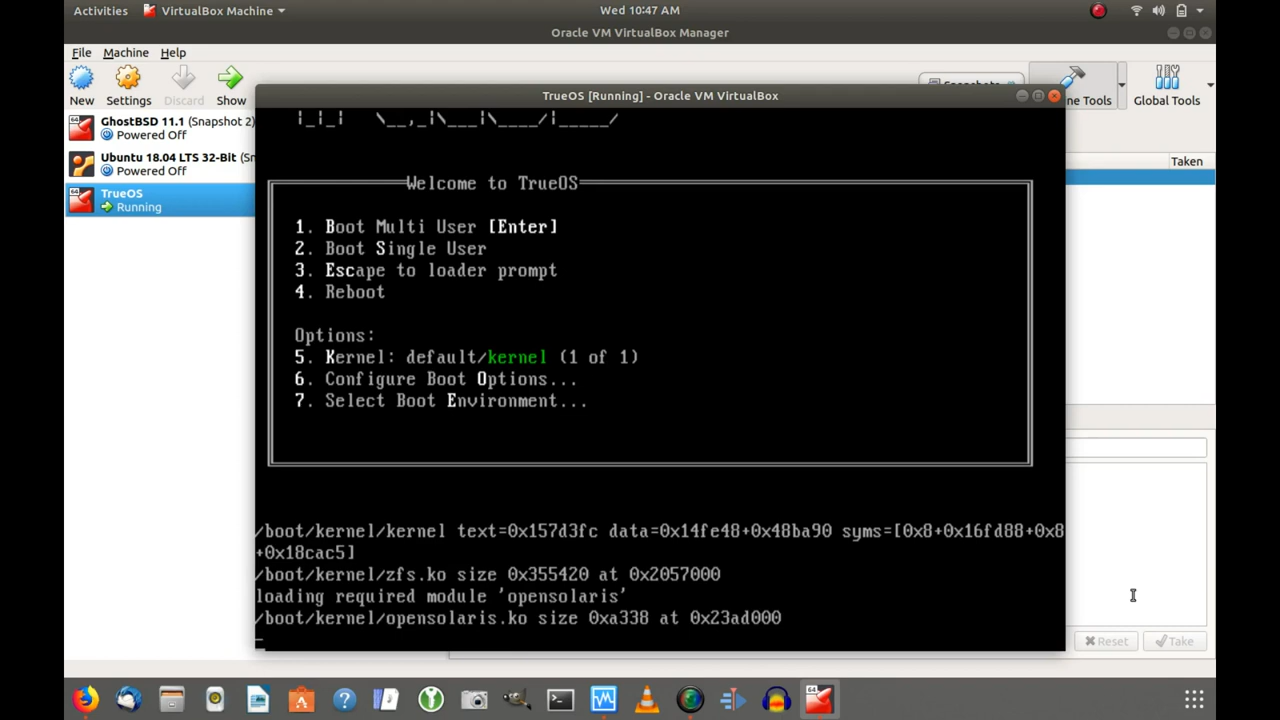 Activities
VirtualBox Machine
Wed 10:47 AM
Oracle VM VirtualBox Manager
File Machine Help
New
Settings
Discard
Show
Snapshots
ne Tools
Global Tools
GhostBSD 11.1 (Snapshot 2)
Powered Off
Ubuntu 18.04 LTS 32-Bit (Sn
Powered Off
TrueOS
Running
Taken
TrueOS [Running] - Oracle VM VirtualBox
Welcome to TrueOS
1. Boot Multi User [Enter]
2. Boot Single User
3. Escape to loader prompt
4. Reboot
Options:
5. Kernel: default/kernel (1 of 1)
6. Configure Boot Options...
7. Select Boot Environment...
/boot/kernel/kernel text=0x157d3fc data=0x14fe48+0x48ba90 syms=[0x8+0x16fd88+0x8
+0x18cac5]
/boot/kernel/zfs.ko size 0x355420 at 0x2057000
loading required module 'opensolaris'
/boot/kernel/opensolaris.ko size 0xa338 at 0x23ad000
Reset
Take